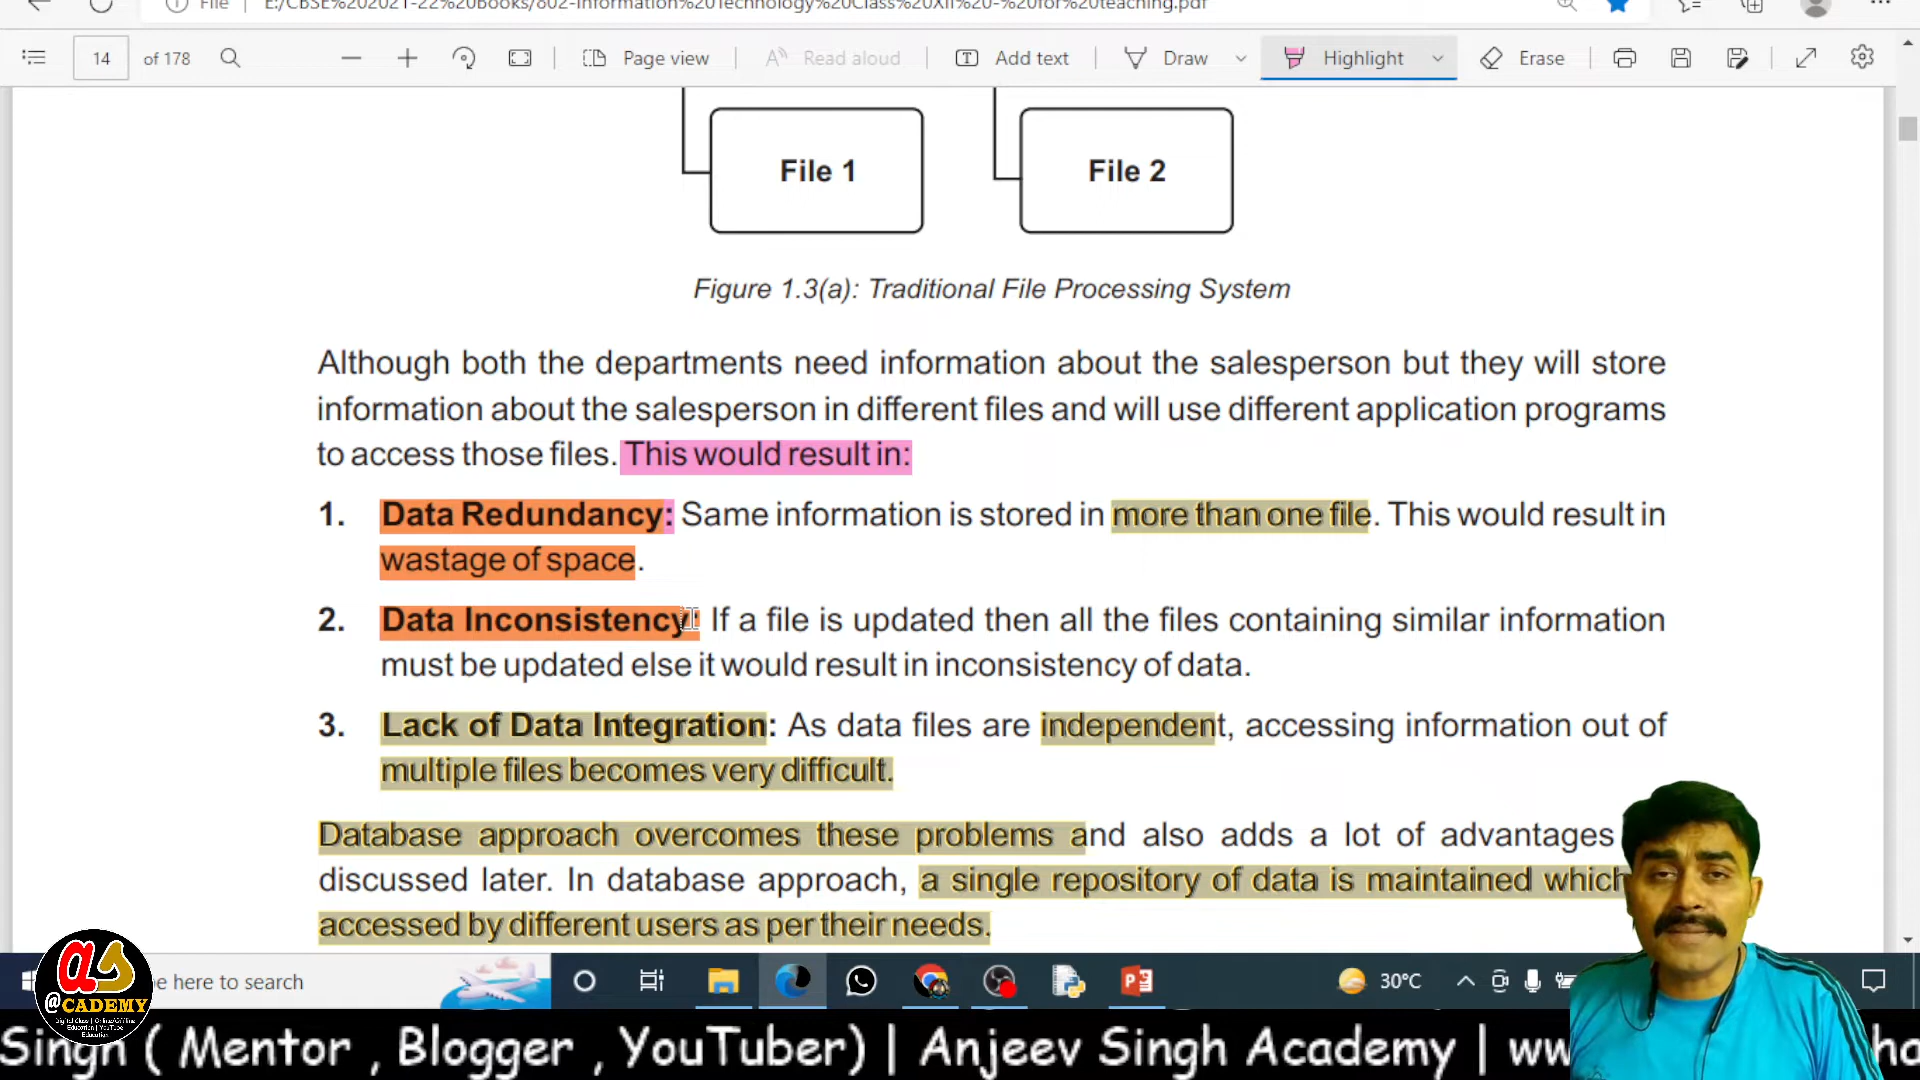 File
E:/CBSE%202021-22%20Books/802-Information%20Technology%20Class%20XII%20-%20for%20teaching.pdf
14 of 178
Page view
Read aloud
Add text
Draw
Highlight
Erase
File 1
File 2
Figure 1.3(a): Traditional File Processing System
Although both the departments need information about the salesperson but they will store
information about the salesperson in different files and will use different application programs
to access those files. This would result in:
1. Data Redundancy: Same information is stored in more than one file. This would result in
wastage of space.
2. Data Inconsistency: If a file is updated then all the files containing similar information
must be updated else it would result in inconsistency of data.
3. Lack of Data Integration: As data files are independent, accessing information out of
multiple files becomes very difficult.
Database approach overcomes these problems and also adds a lot of advantages
discussed later. In database approach, a single repository of data is maintained which
accessed by different users as per their needs.
as
@CADEMY
Digital Class | Online/Offline
Education | YouTube
Education
here to search
30°C
Singh ( Mentor , Blogger , YouTuber) | Anjeev Singh Academy |